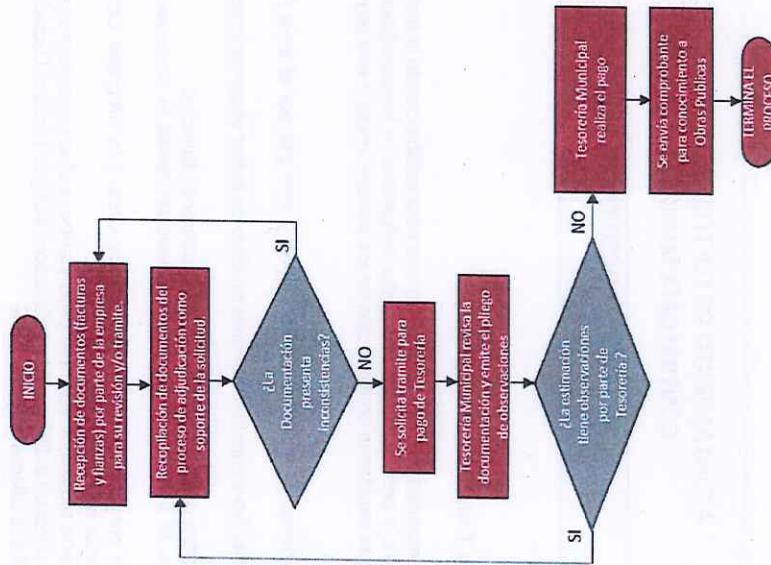 INICIO
Recepción de documentos (facturas
y fianzas) por parte de la empresa
para su revisión y/o tramite.
Recopilación de documentos del
proceso de adjudicación como
soporte de la solicitud.
¿La
Documentación
presenta
inconsistencias?
SI
NO
Se solicita tramite para
pago de Tesorería
Tesorería Municipal revisa la
documentación y emite el pliego
de observaciones
¿La estimación
tiene observaciones
por parte de
Tesorería ?
SI
NO
Tesorería Municipal
realiza el pago
Se envía comprobante
para conocimiento a
Obras Publicas
TERMINA EL
PROCESO